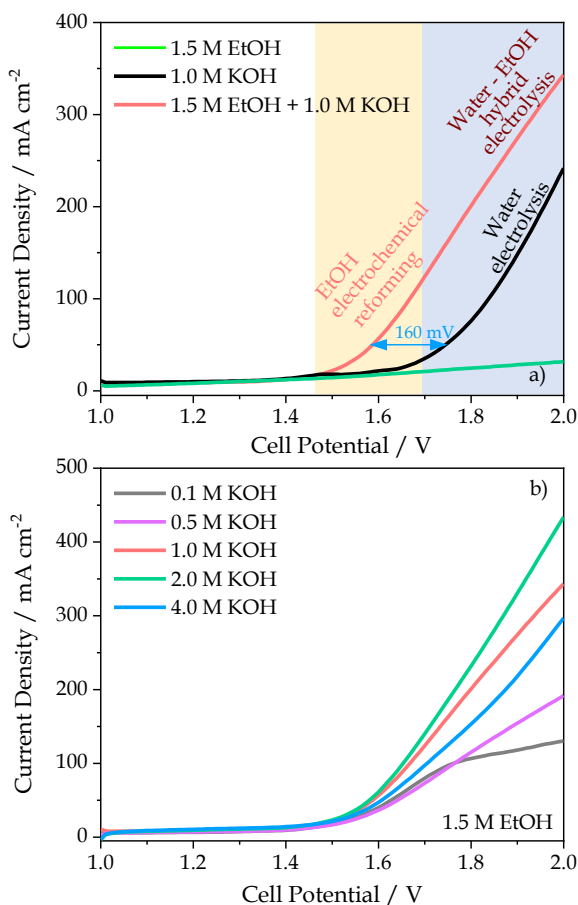 400
300
200
100
0
Current Density / mA cm⁻²
1.5 M EtOH
1.0 M KOH
1.5 M EtOH + 1.0 M KOH
Water - EtOH
hybrid
electrolysis
EtOH
electrochemical
reforming
Water
electrolysis
160 mV
a)
1.0 1.2 1.4 1.6 1.8 2.0
Cell Potential / V
500
400
300
200
100
0
Current Density / mA cm⁻²
b)
0.1 M KOH
0.5 M KOH
1.0 M KOH
2.0 M KOH
4.0 M KOH
1.5 M EtOH
1.0 1.2 1.4 1.6 1.8 2.0
Cell Potential / V